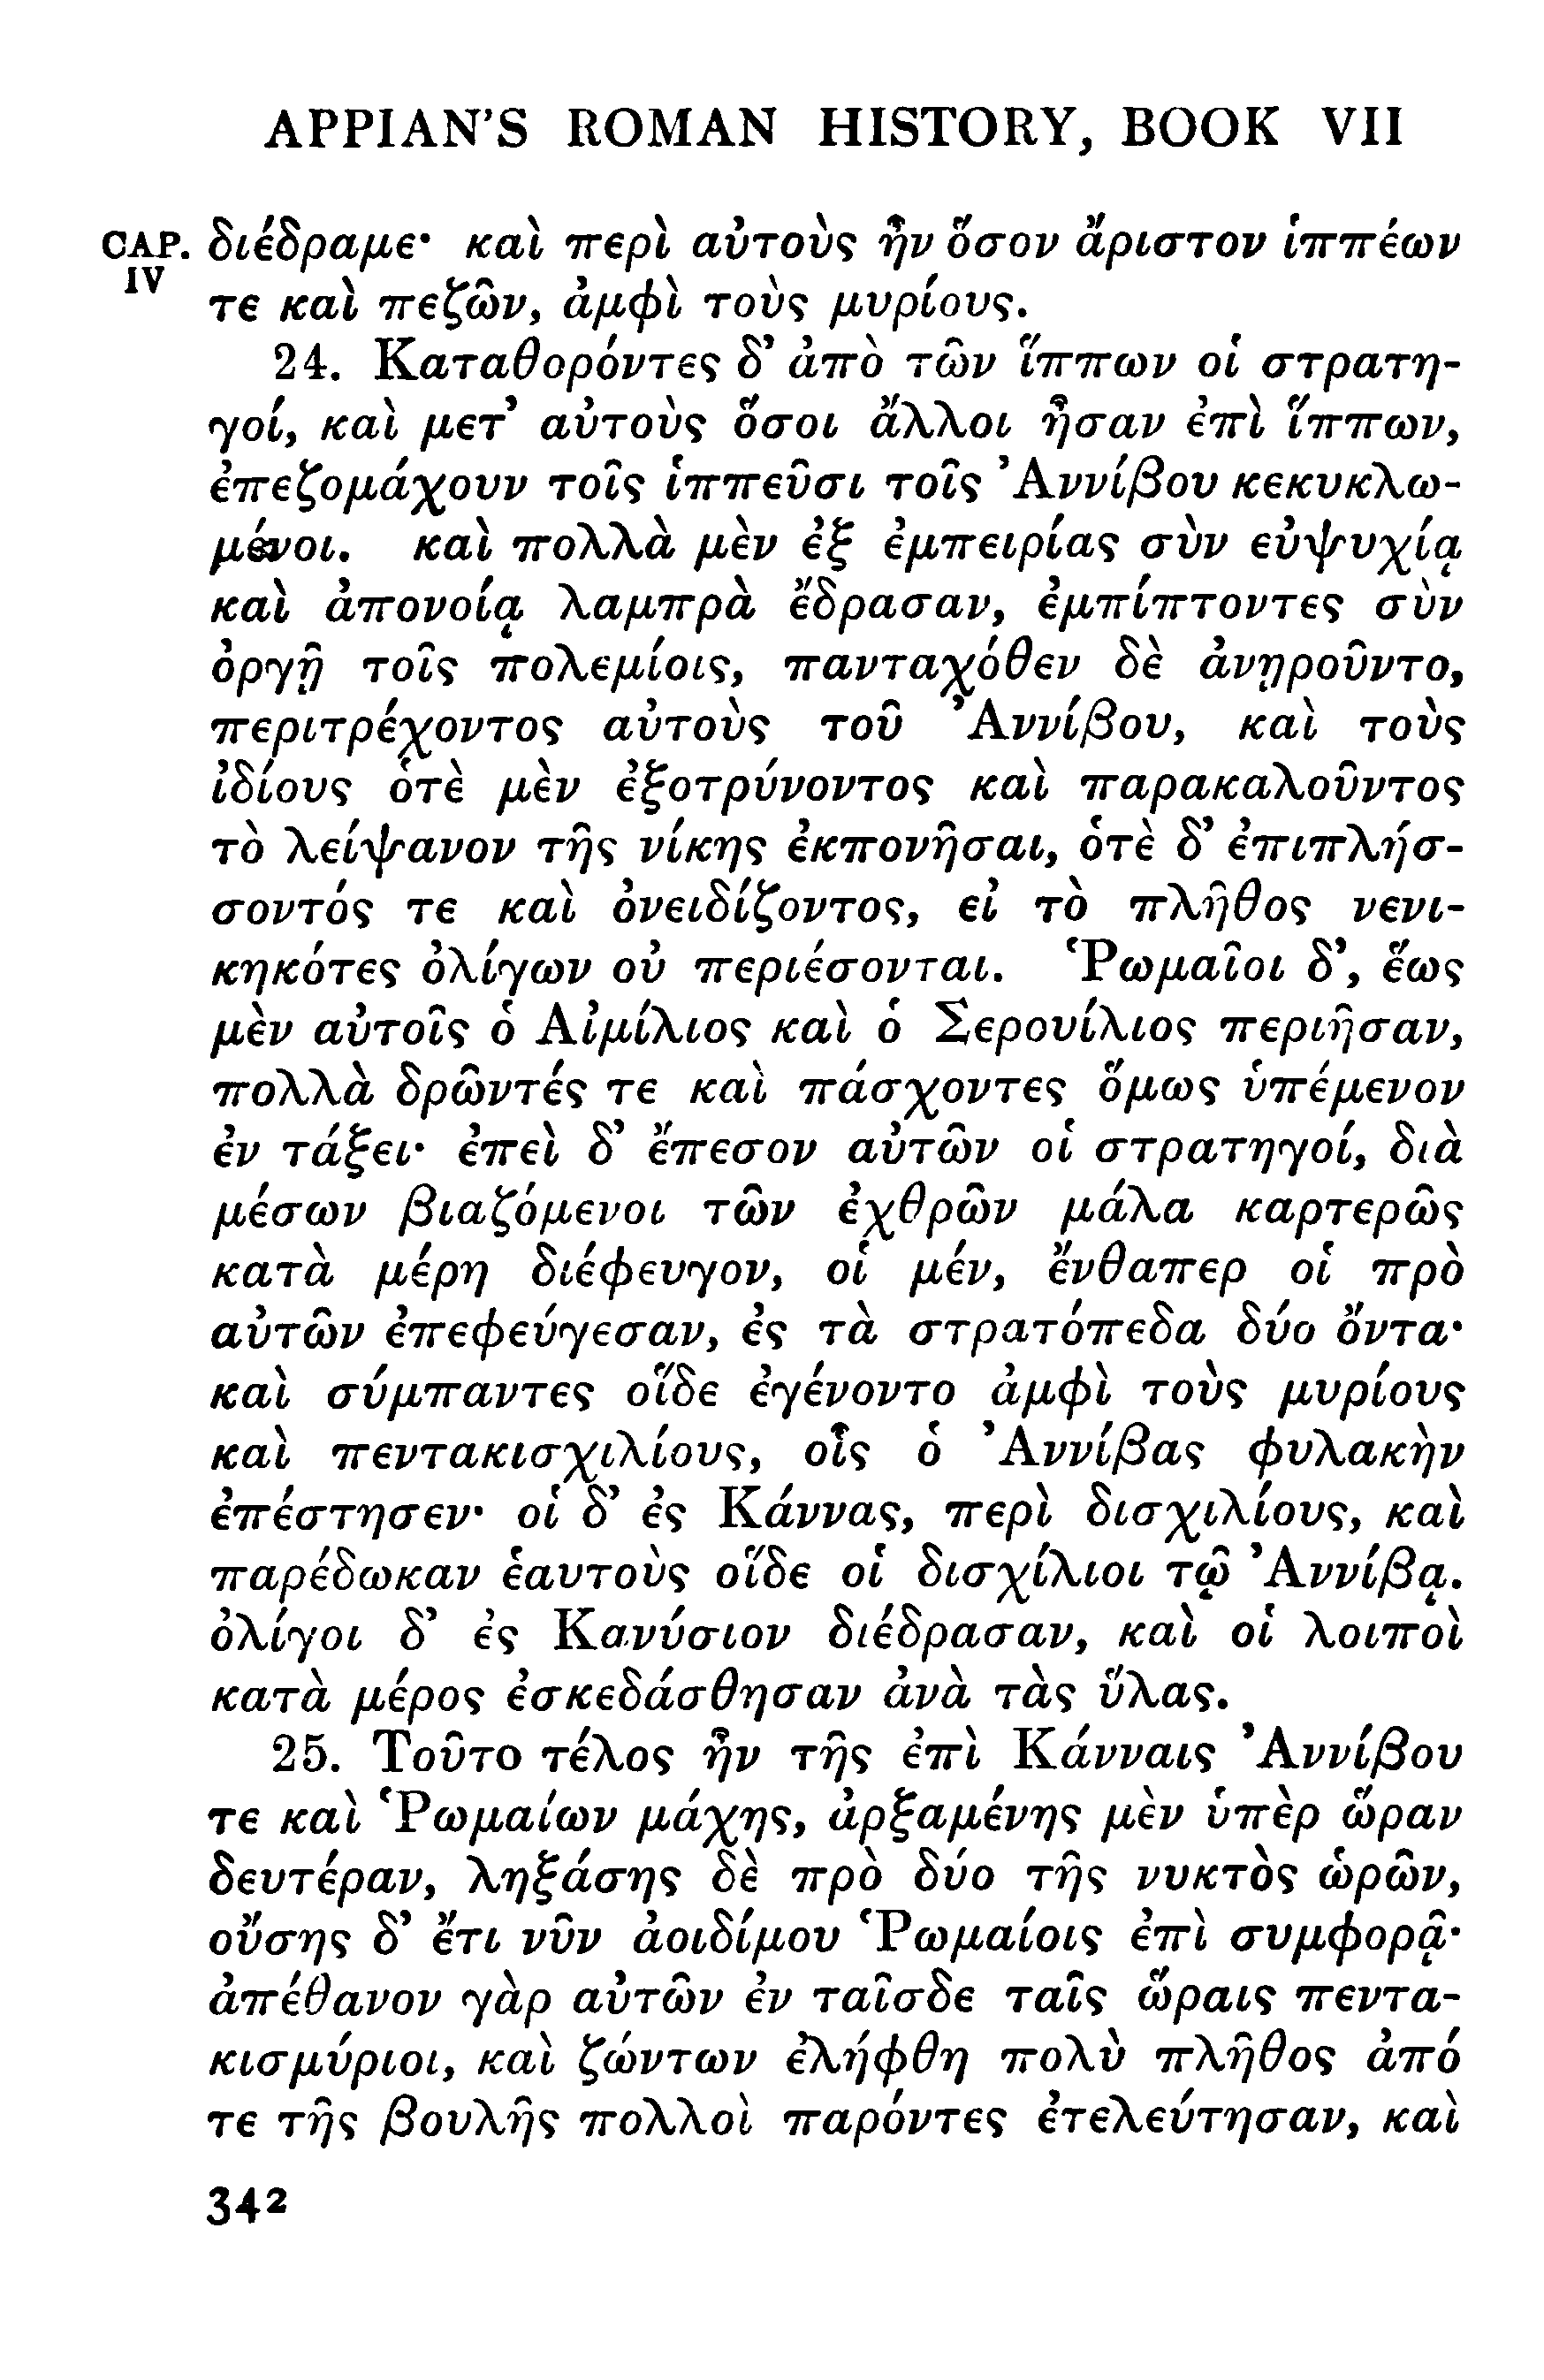 APPIAN'S ROMAN HISTORY, BOOK VII
CAP. διέδραμε· καὶ περὶ αὐτοὺς ἦν ὅσον ἄριστον ἱππέων
IV τε καὶ πεζῶν, ἀμφὶ τοὺς μυρίους.
24. Καταθορόντες δ' ἀπὸ τῶν ἵππων οἱ στρατη-
γοί, καὶ μετ' αὐτοὺς ὅσοι ἄλλοι ἦσαν ἐπὶ ἵππων,
ἐπεζομάχουν τοῖς ἱππεῦσι τοῖς Ἀννίβου κεκυκλω-
μένοι. καὶ πολλὰ μὲν ἐξ ἐμπειρίας σὺν εὐψυχίᾳ
καὶ ἀπονοίᾳ λαμπρὰ ἔδρασαν, ἐμπίπτοντες σὺν
ὀργῇ τοῖς πολεμίοις, πανταχόθεν δὲ ἀνῃροῦντο,
περιτρέχοντος αὐτοὺς τοῦ Ἀννίβου, καὶ τοὺς
ἰδίους ὁτὲ μὲν ἐξοτρύνοντος καὶ παρακαλοῦντος
τὸ λείψανον τῆς νίκης ἐκπονῆσαι, ὁτὲ δ' ἐπιπλήσ-
σοντός τε καὶ ὀνειδίζοντος, εἰ τὸ πλῆθος νενι-
κηκότες ὀλίγων οὐ περιέσονται. Ῥωμαῖοι δ', ἕως
μὲν αὐτοῖς ὁ Αἰμίλιος καὶ ὁ Σερουίλιος περιῆσαν,
πολλὰ δρῶντές τε καὶ πάσχοντες ὅμως ὑπέμενον
ἐν τάξει· ἐπεὶ δ' ἔπεσον αὐτῶν οἱ στρατηγοί, διὰ
μέσων βιαζόμενοι τῶν ἐχθρῶν μάλα καρτερῶς
κατὰ μέρη διέφευγον, οἱ μέν, ἔνθαπερ οἱ πρὸ
αὐτῶν ἐπεφεύγεσαν, ἐς τὰ στρατόπεδα δύο ὄντα·
καὶ σύμπαντες οἵδε ἐγένοντο ἀμφὶ τοὺς μυρίους
καὶ πεντακισχιλίους, οἷς ὁ Ἀννίβας φυλακὴν
ἐπέστησεν· οἱ δ' ἐς Κάννας, περὶ δισχιλίους, καὶ
παρέδωκαν ἑαυτοὺς οἵδε οἱ δισχίλιοι τῷ Ἀννίβᾳ.
ὀλίγοι δ' ἐς Κανύσιον διέδρασαν, καὶ οἱ λοιποὶ
κατὰ μέρος ἐσκεδάσθησαν ἀνὰ τὰς ὕλας.
25. Τοῦτο τέλος ἦν τῆς ἐπὶ Κάνναις Ἀννίβου
τε καὶ Ῥωμαίων μάχης, ἀρξαμένης μὲν ὑπὲρ ὥραν
δευτέραν, ληξάσης δὲ πρὸ δύο τῆς νυκτὸς ὡρῶν,
οὔσης δ' ἔτι νῦν ἀοιδίμου Ῥωμαίοις ἐπὶ συμφορᾷ·
ἀπέθανον γὰρ αὐτῶν ἐν ταῖσδε ταῖς ὥραις πεντα-
κισμύριοι, καὶ ζώντων ἐλήφθη πολὺ πλῆθος ἀπό
τε τῆς βουλῆς πολλοὶ παρόντες ἐτελεύτησαν, καὶ
342